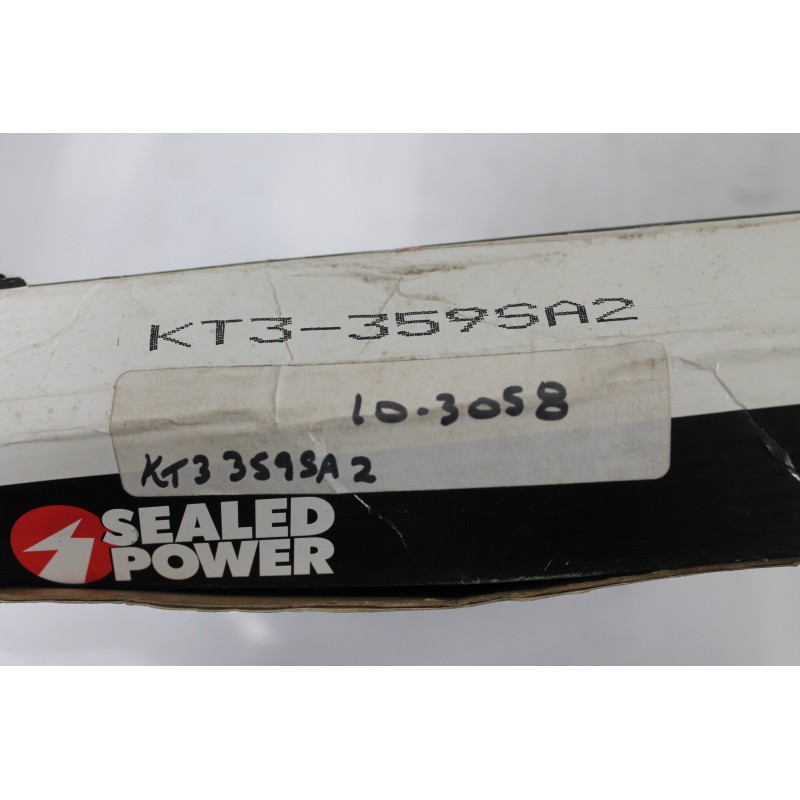 KT3-359SA2
10-3058
KT3 359SA2
SEALED
POWER